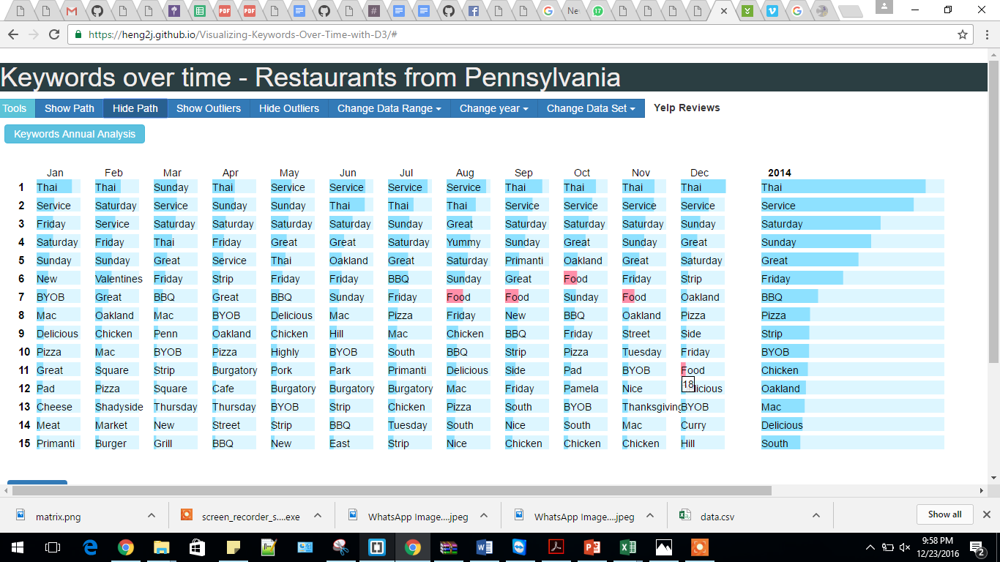 Ne
17
https://heng2j.github.io/Visualizing-Keywords-Over-Time-with-D3/#
Keywords over time - Restaurants from Pennsylvania
Tools Show Path Hide Path Show Outliers Hide Outliers Change Data Range Change year Change Data Set Yelp Reviews
Keywords Annual Analysis
Jan Feb Mar Apr May Jun Jul Aug Sep Oct Nov Dec 2014
1 Thai Thai Sunday Thai Service Service Service Service Thai Thai Thai Thai Thai
2 Service Saturday Service Sunday Sunday Thai Thai Thai Service Service Service Service Service
3 Friday Service Saturday Saturday Saturday Saturday Sunday Great Saturday Saturday Saturday Sunday Saturday
4 Saturday Friday Thai Friday Great Great Saturday Yummy Sunday Great Sunday Great Sunday
5 Sunday Sunday Great Service Thai Oakland Great Saturday Primanti Oakland Great Saturday Great
6 New Valentines Friday Strip Friday Friday BBQ Sunday Great Food Friday Strip Friday
7 BYOB Great BBQ Great BBQ Sunday Friday Food Food Sunday Food Oakland BBQ
8 Mac Oakland Mac BYOB Delicious Mac Pizza Friday New BBQ Oakland Pizza Pizza
9 Delicious Chicken Penn Oakland Chicken Hill Mac Chicken BBQ Friday Street Side Strip
10 Pizza Mac BYOB Pizza Highly BYOB South BBQ Strip Pizza Tuesday Friday BYOB
11 Great Square Strip Burgatory Pork Park Primanti Delicious Side Pad BYOB Food Chicken
12 Pad Pizza Square Cafe Burgatory Burgatory Burgatory Mac Friday Pamela Nice 18 licious Oakland
13 Cheese Shadyside Thursday Thursday BYOB Strip Chicken Pizza South BYOB Thanksgiving BYOB Mac
14 Meat Market New Street Strip BBQ Tuesday South Nice South Mac Curry Delicious
15 Primanti Burger Grill BBQ New East Strip Nice Chicken Chicken Chicken Hill South
matrix.png screen_recorder_s....exe WhatsApp Image....jpeg WhatsApp Image....jpeg data.csv Show all
9:58 PM
12/23/2016
2